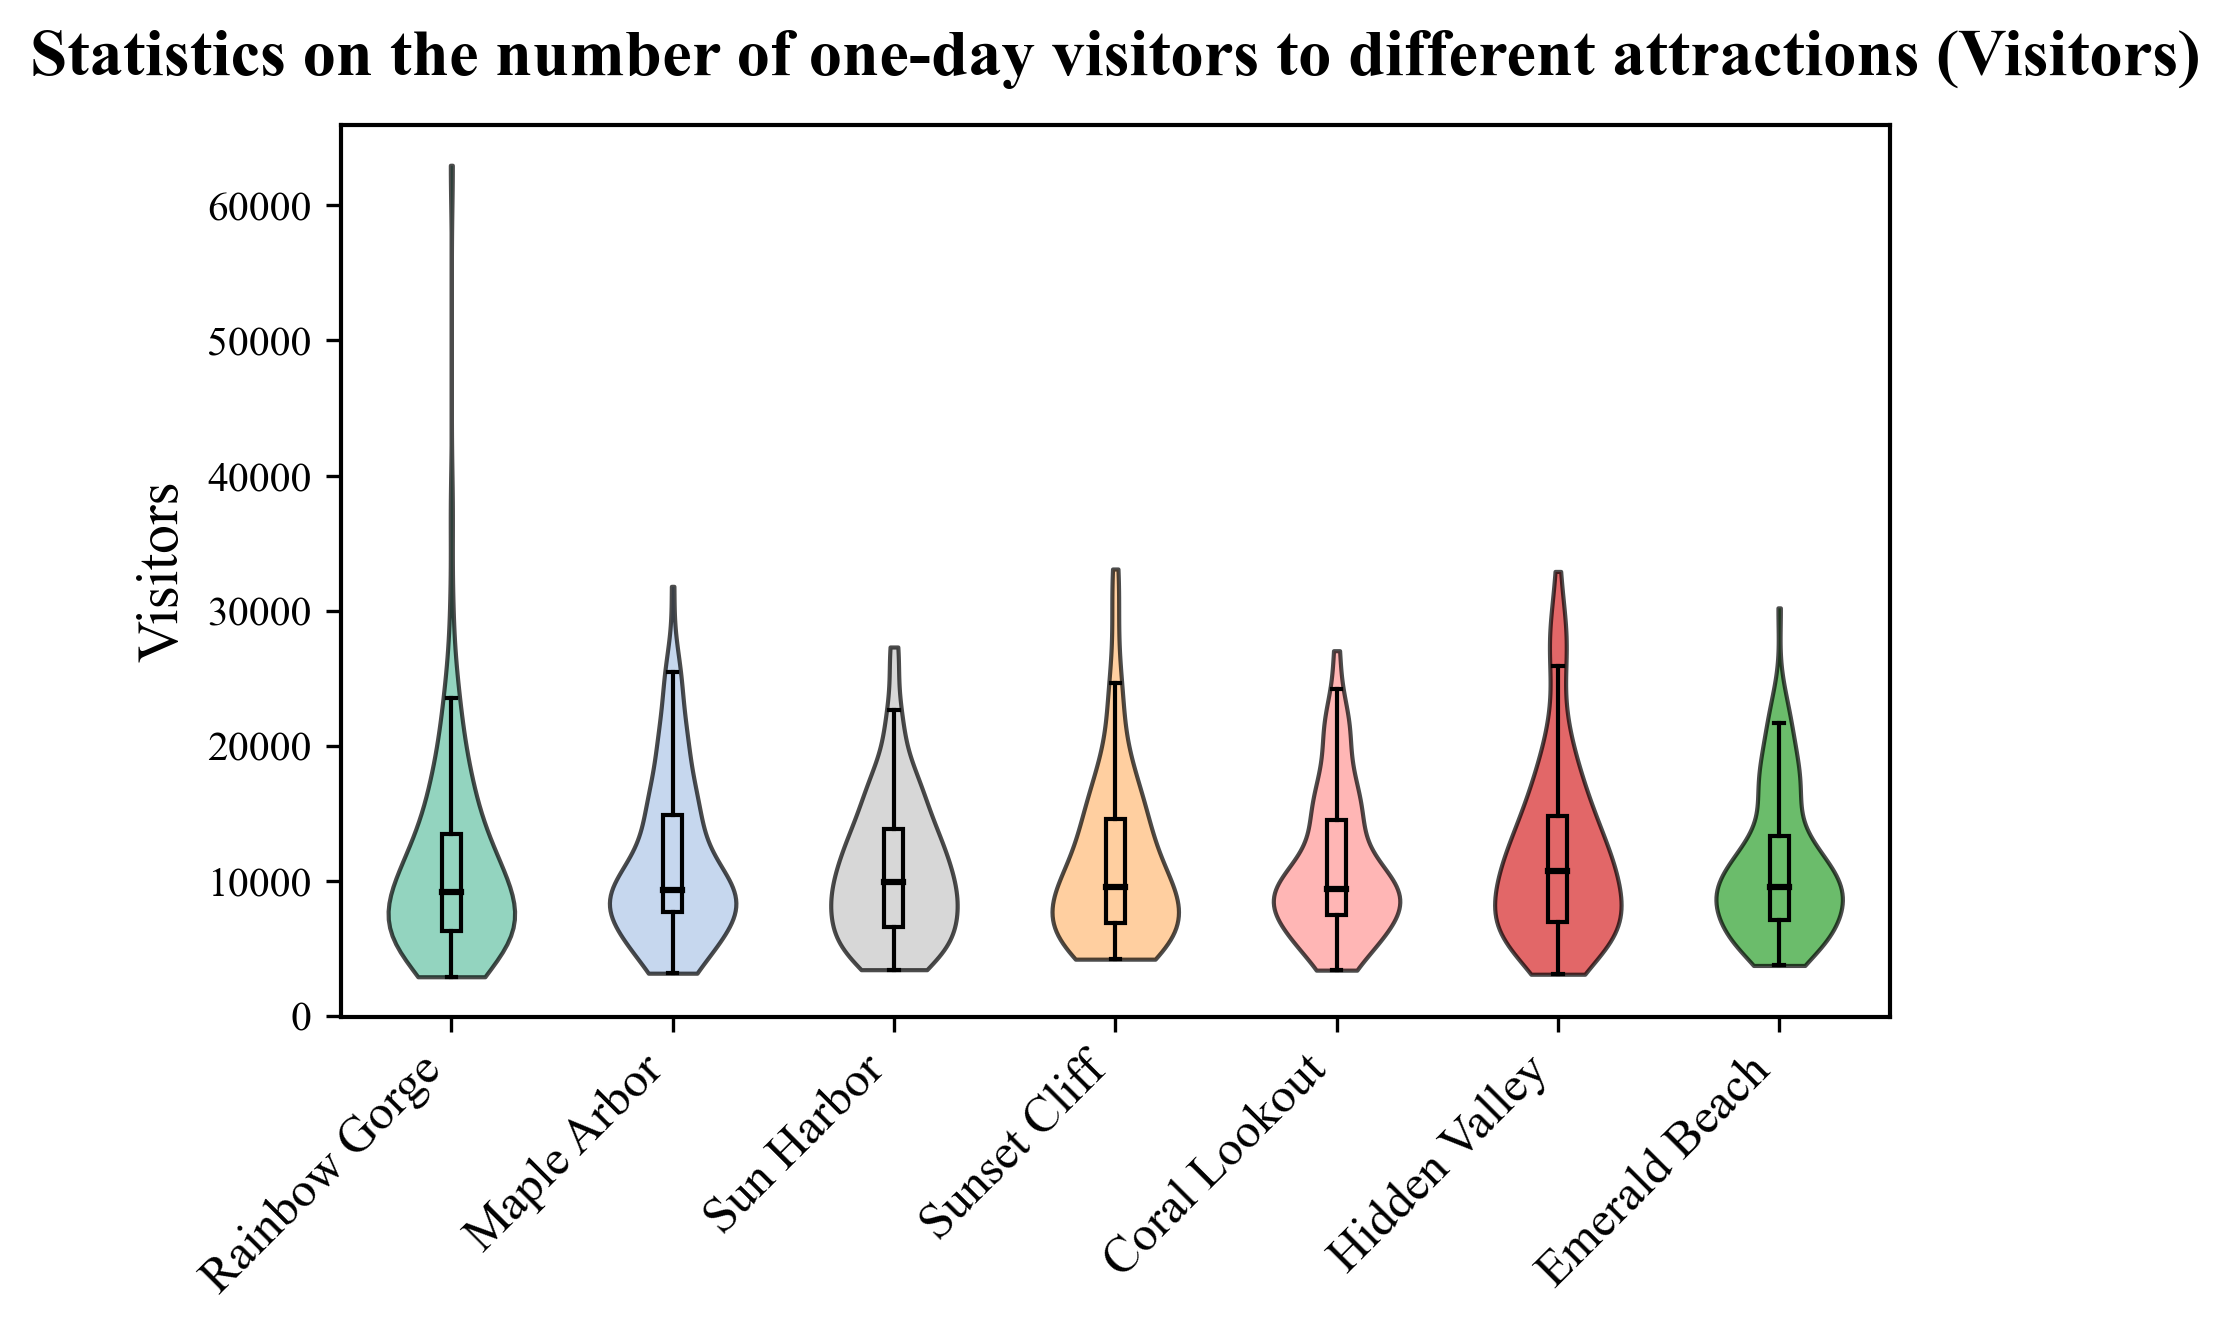 Statistics on the number of one-day visitors to different attractions (Visitors)
Visitors
60000
50000
40000
30000
20000
10000
0
Rainbow Gorge
Maple Arbor
Sun Harbor
Sunset Cliff
Coral Lookout
Hidden Valley
Emerald Beach